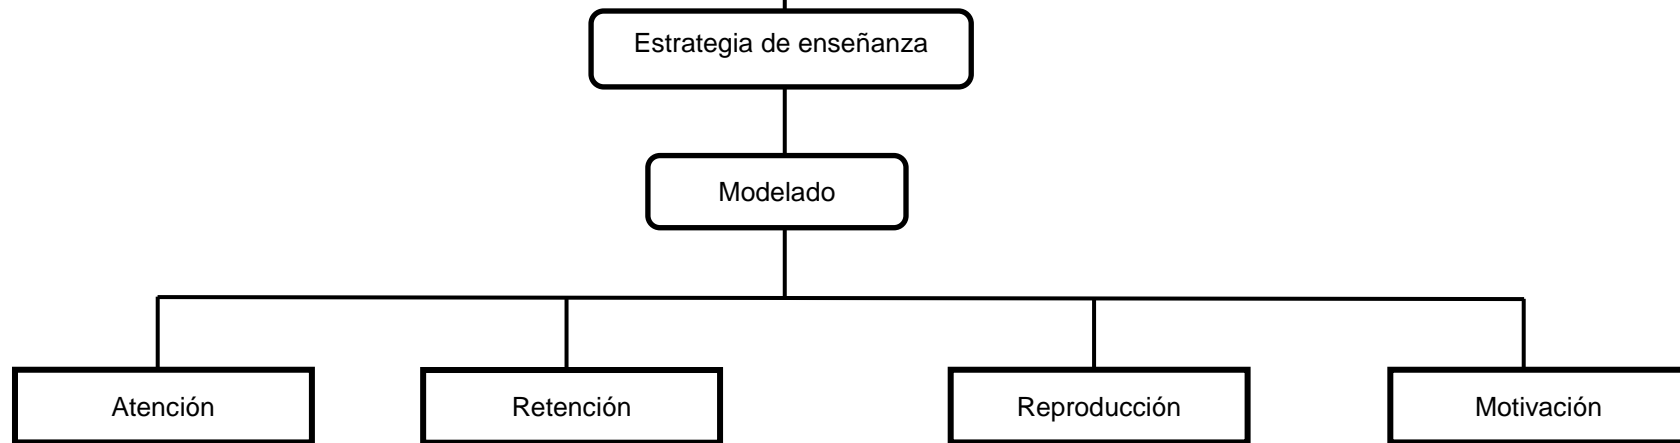 Estrategia de enseñanza
Modelado
Atención
Retención
Reproducción
Motivación